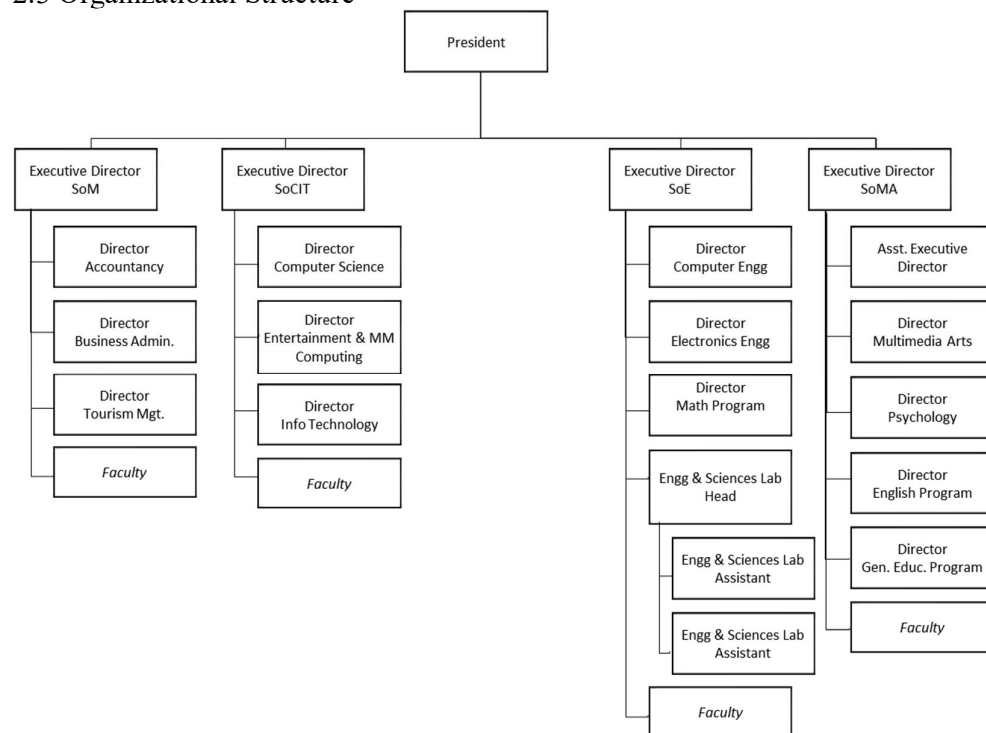 2.3 Organizational Structure
President
Executive Director
SoM
Director
Accountancy
Director
Business Admin.
Director
Tourism Mgt.
Faculty
Executive Director
SoCIT
Director
Computer Science
Director
Entertainment & MM
Computing
Director
Info Technology
Faculty
Executive Director
SoE
Director
Computer Engg
Director
Electronics Engg
Director
Math Program
Engg & Sciences Lab
Head
Engg & Sciences Lab
Assistant
Engg & Sciences Lab
Assistant
Faculty
Executive Director
SoMA
Asst. Executive
Director
Director
Multimedia Arts
Director
Psychology
Director
English Program
Director
Gen. Educ. Program
Faculty